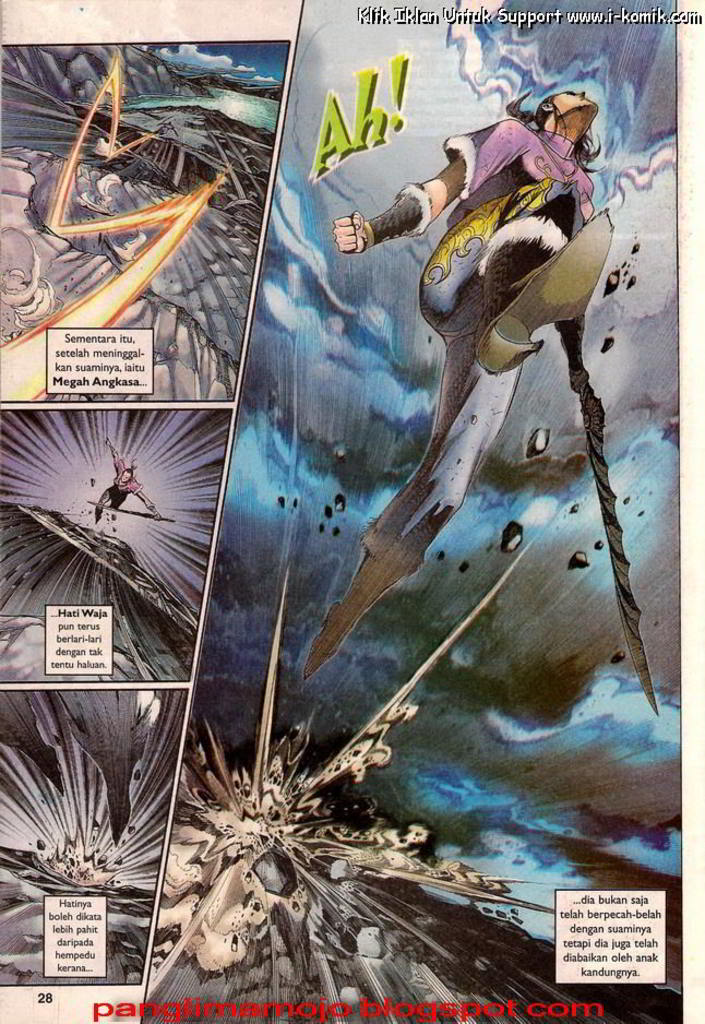 Klik Iklan Untuk Support www.i-komik.com
Ah!
Sementara itu,
setelah meninggal-
kan suaminya, iaitu
Megah Angkasa...
...Hati Waja
pun terus
berlari-lari
dengan tak
tentu haluan.
Hatinya
boleh dikata
lebih pahit
daripada
hempedu
kerana...
...dia bukan saja
telah berpecah-belah
dengan suaminya
tetapi dia juga telah
diabaikan oleh anak
kandungnya.
28
panglimamojo.blogspot.com